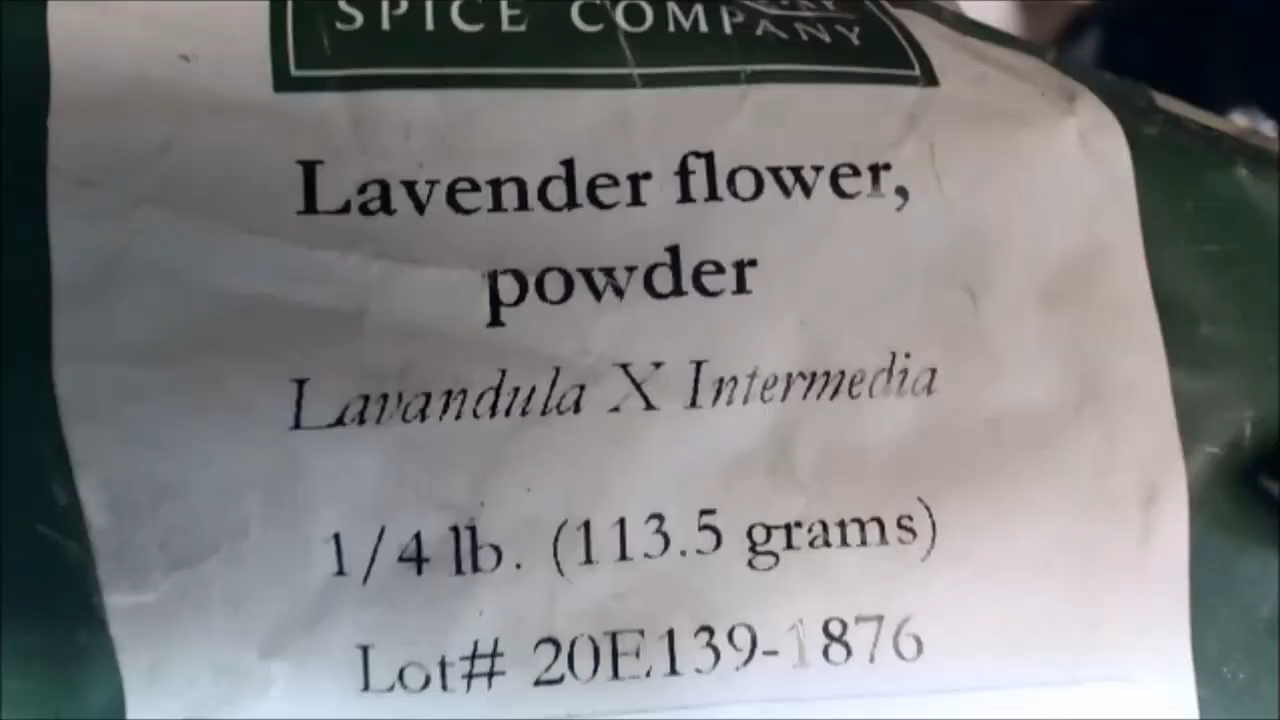 SPICE COMPANY
Lavender flower,
powder
Lavandula X Intermedia
1/4 lb. (113.5 grams)
Lot# 20E139-1876